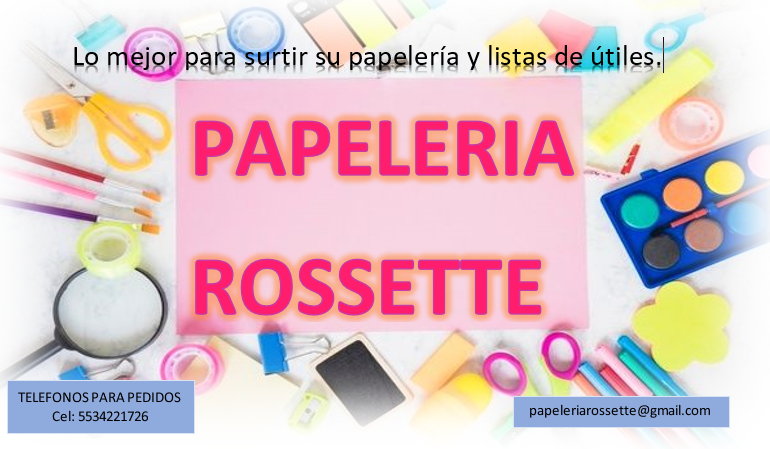 Lo mejor para surtir su papelería y listas de útiles.
PAPELERIA
ROSSETTE
TELEFONOS PARA PEDIDOS
Cel: 5534221726
papeleriarossette@gmail.com